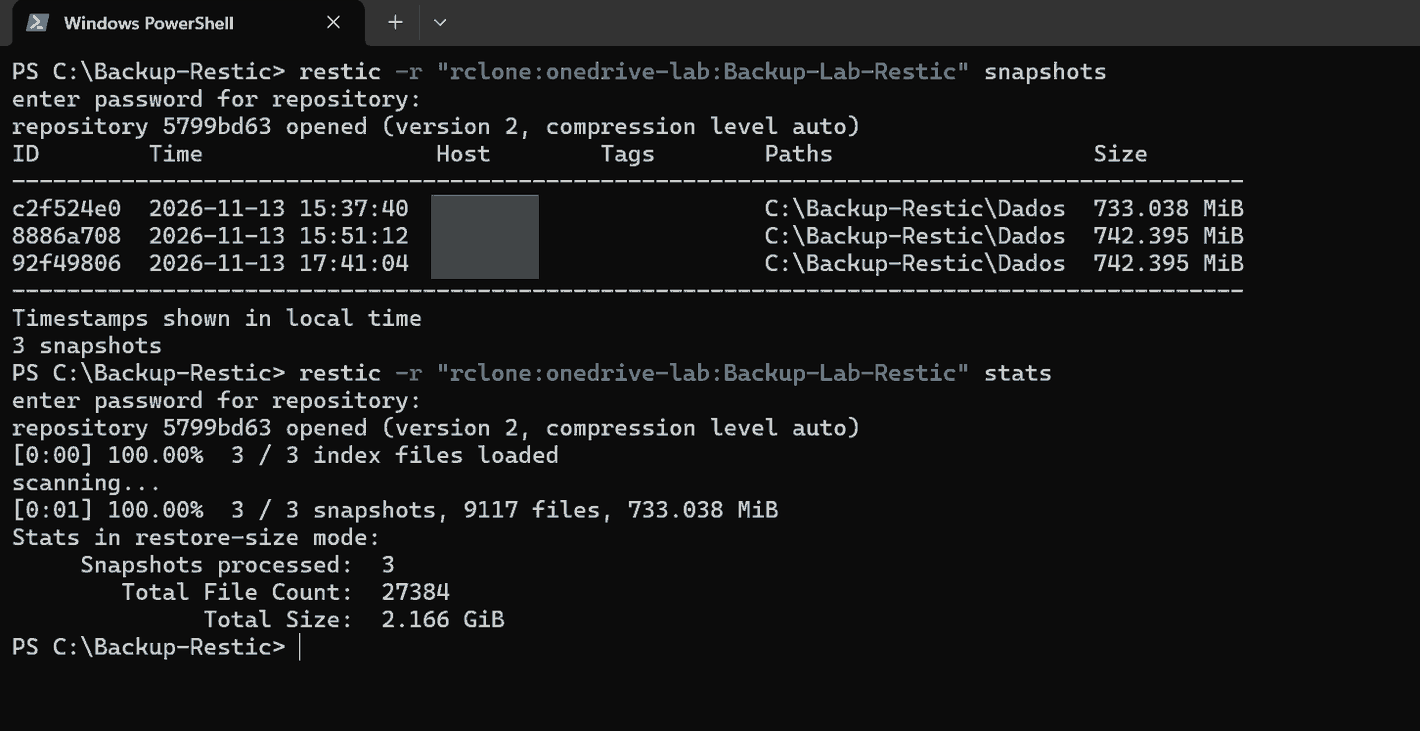 Windows PowerShell
PS C:\Backup-Restic> restic -r "rclone:onedrive-lab:Backup-Lab-Restic" snapshots
enter password for repository:
repository 5799bd63 opened (version 2, compression level auto)
ID        Time                 Host        Tags        Paths                   Size
------------------------------------------------------------------------------------------
c2f524e0  2026-11-13 15:37:40                          C:\Backup-Restic\Dados  733.038 MiB
8886a708  2026-11-13 15:51:12                          C:\Backup-Restic\Dados  742.395 MiB
92f49806  2026-11-13 17:41:04                          C:\Backup-Restic\Dados  742.395 MiB
------------------------------------------------------------------------------------------
Timestamps shown in local time
3 snapshots
PS C:\Backup-Restic> restic -r "rclone:onedrive-lab:Backup-Lab-Restic" stats
enter password for repository:
repository 5799bd63 opened (version 2, compression level auto)
[0:00] 100.00%  3 / 3 index files loaded
scanning...
[0:01] 100.00%  3 / 3 snapshots, 9117 files, 733.038 MiB
Stats in restore-size mode:
     Snapshots processed:  3
        Total File Count:  27384
              Total Size:  2.166 GiB
PS C:\Backup-Restic>